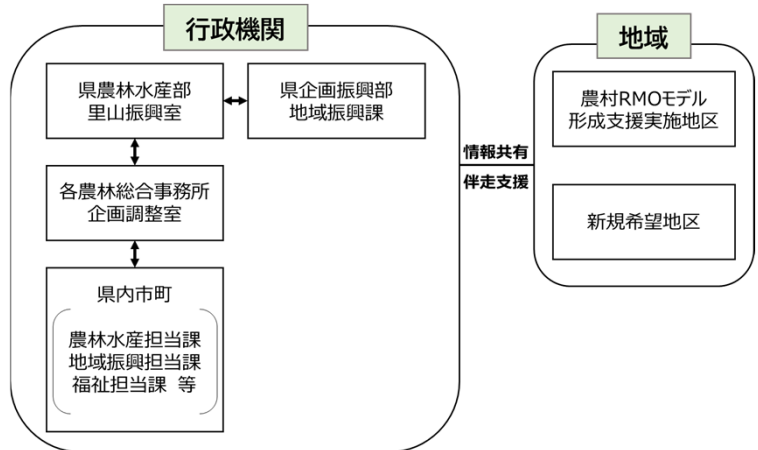 行政機関
県農林水産部
里山振興室
県企画振興部
地域振興課
各農林総合事務所
企画調整室
県内市町
農林水産担当課
地域振興担当課
福祉担当課 等
情報共有
伴走支援
地域
農村RMOモデル
形成支援実施地区
新規希望地区